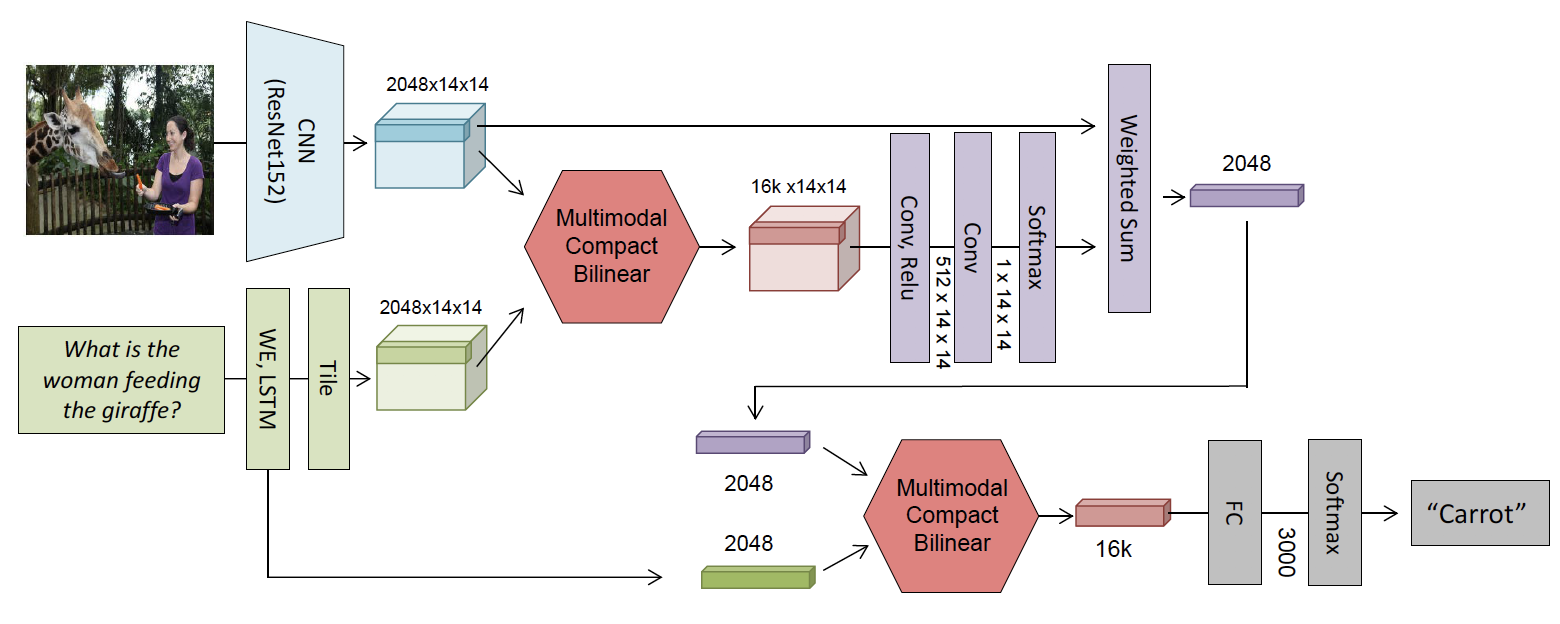 CNN
(ResNet152)
2048x14x14
What is the
woman feeding
the giraffe?
WE, LSTM
Tile
2048x14x14
Multimodal
Compact
Bilinear
16k x14x14
Conv, Relu
512 x 14 x 14
Conv
1 x 14 x 14
Softmax
Weighted Sum
2048
2048
2048
Multimodal
Compact
Bilinear
16k
FC
3000
Softmax
“Carrot”